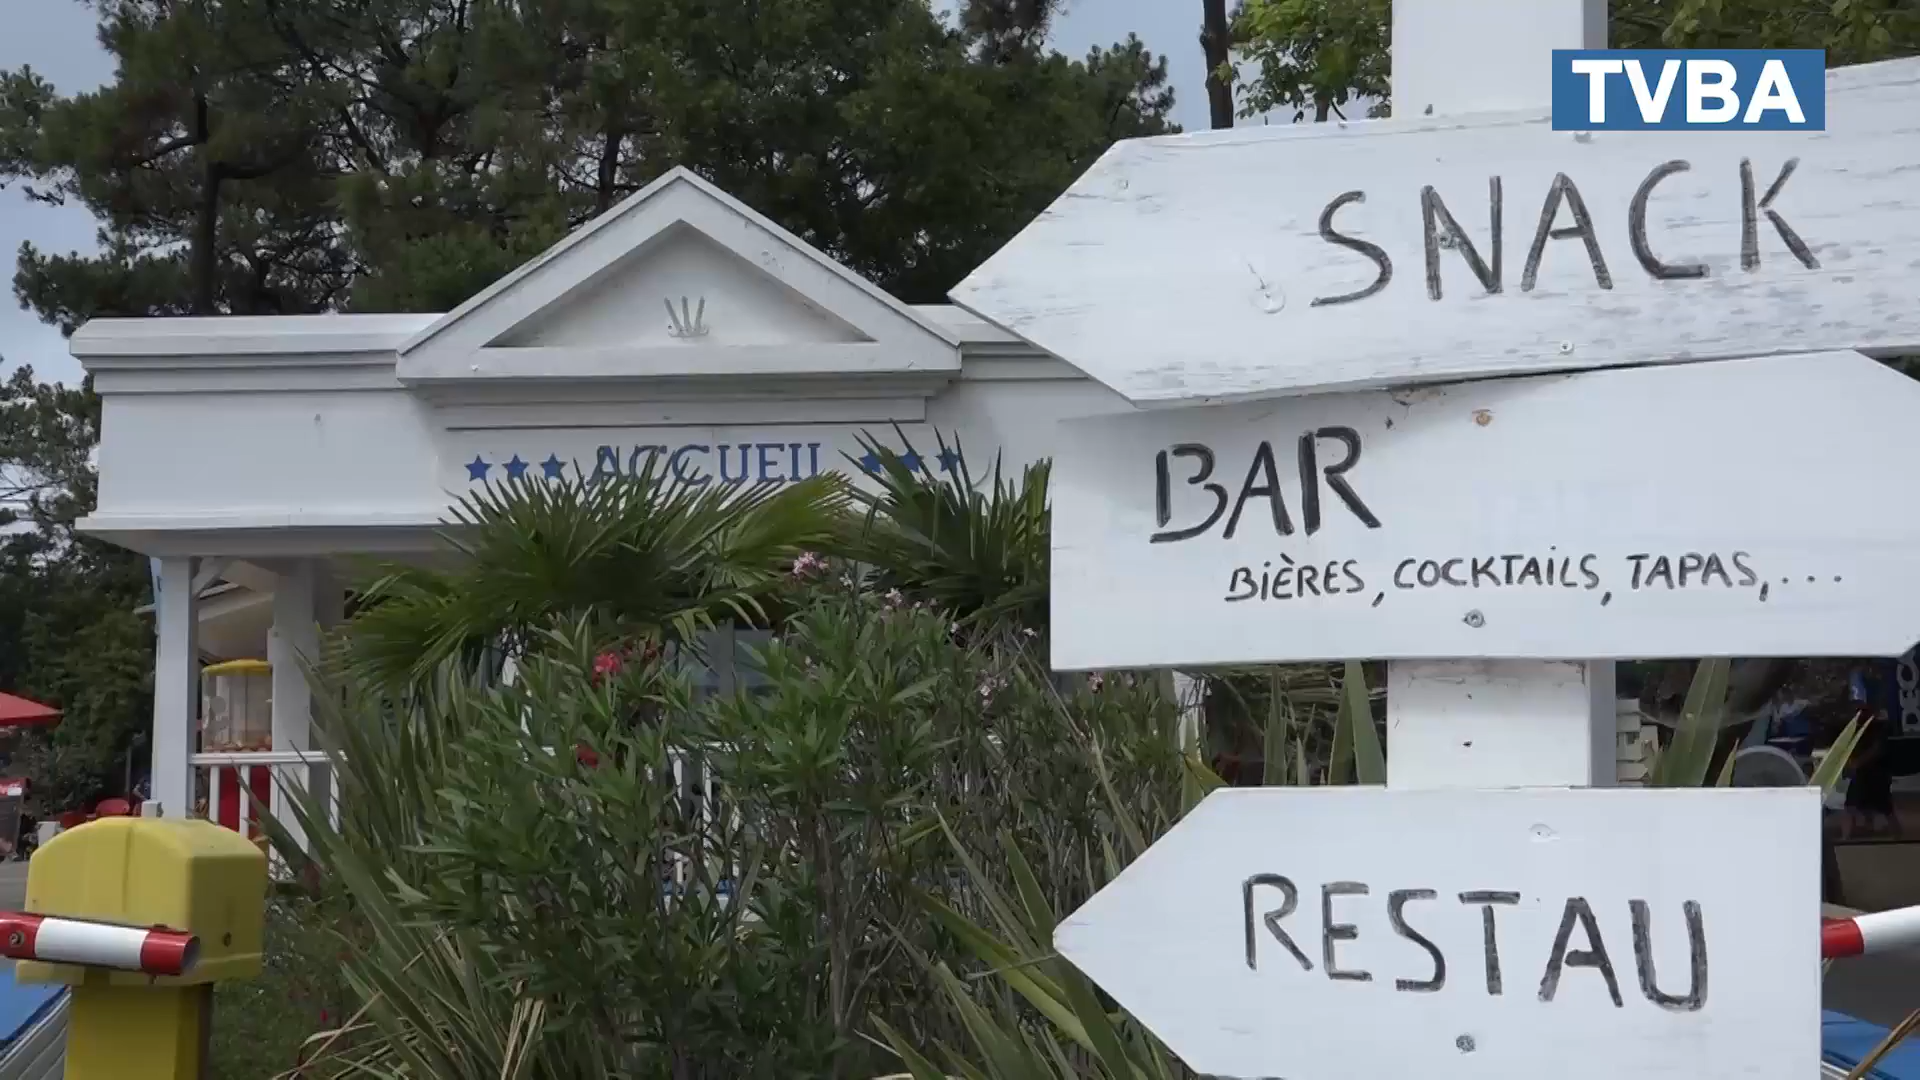 TVBA
SNACK
BAR
BIÈRES, COCKTAILS, TAPAS,...
ACCUEIL
RESTAU